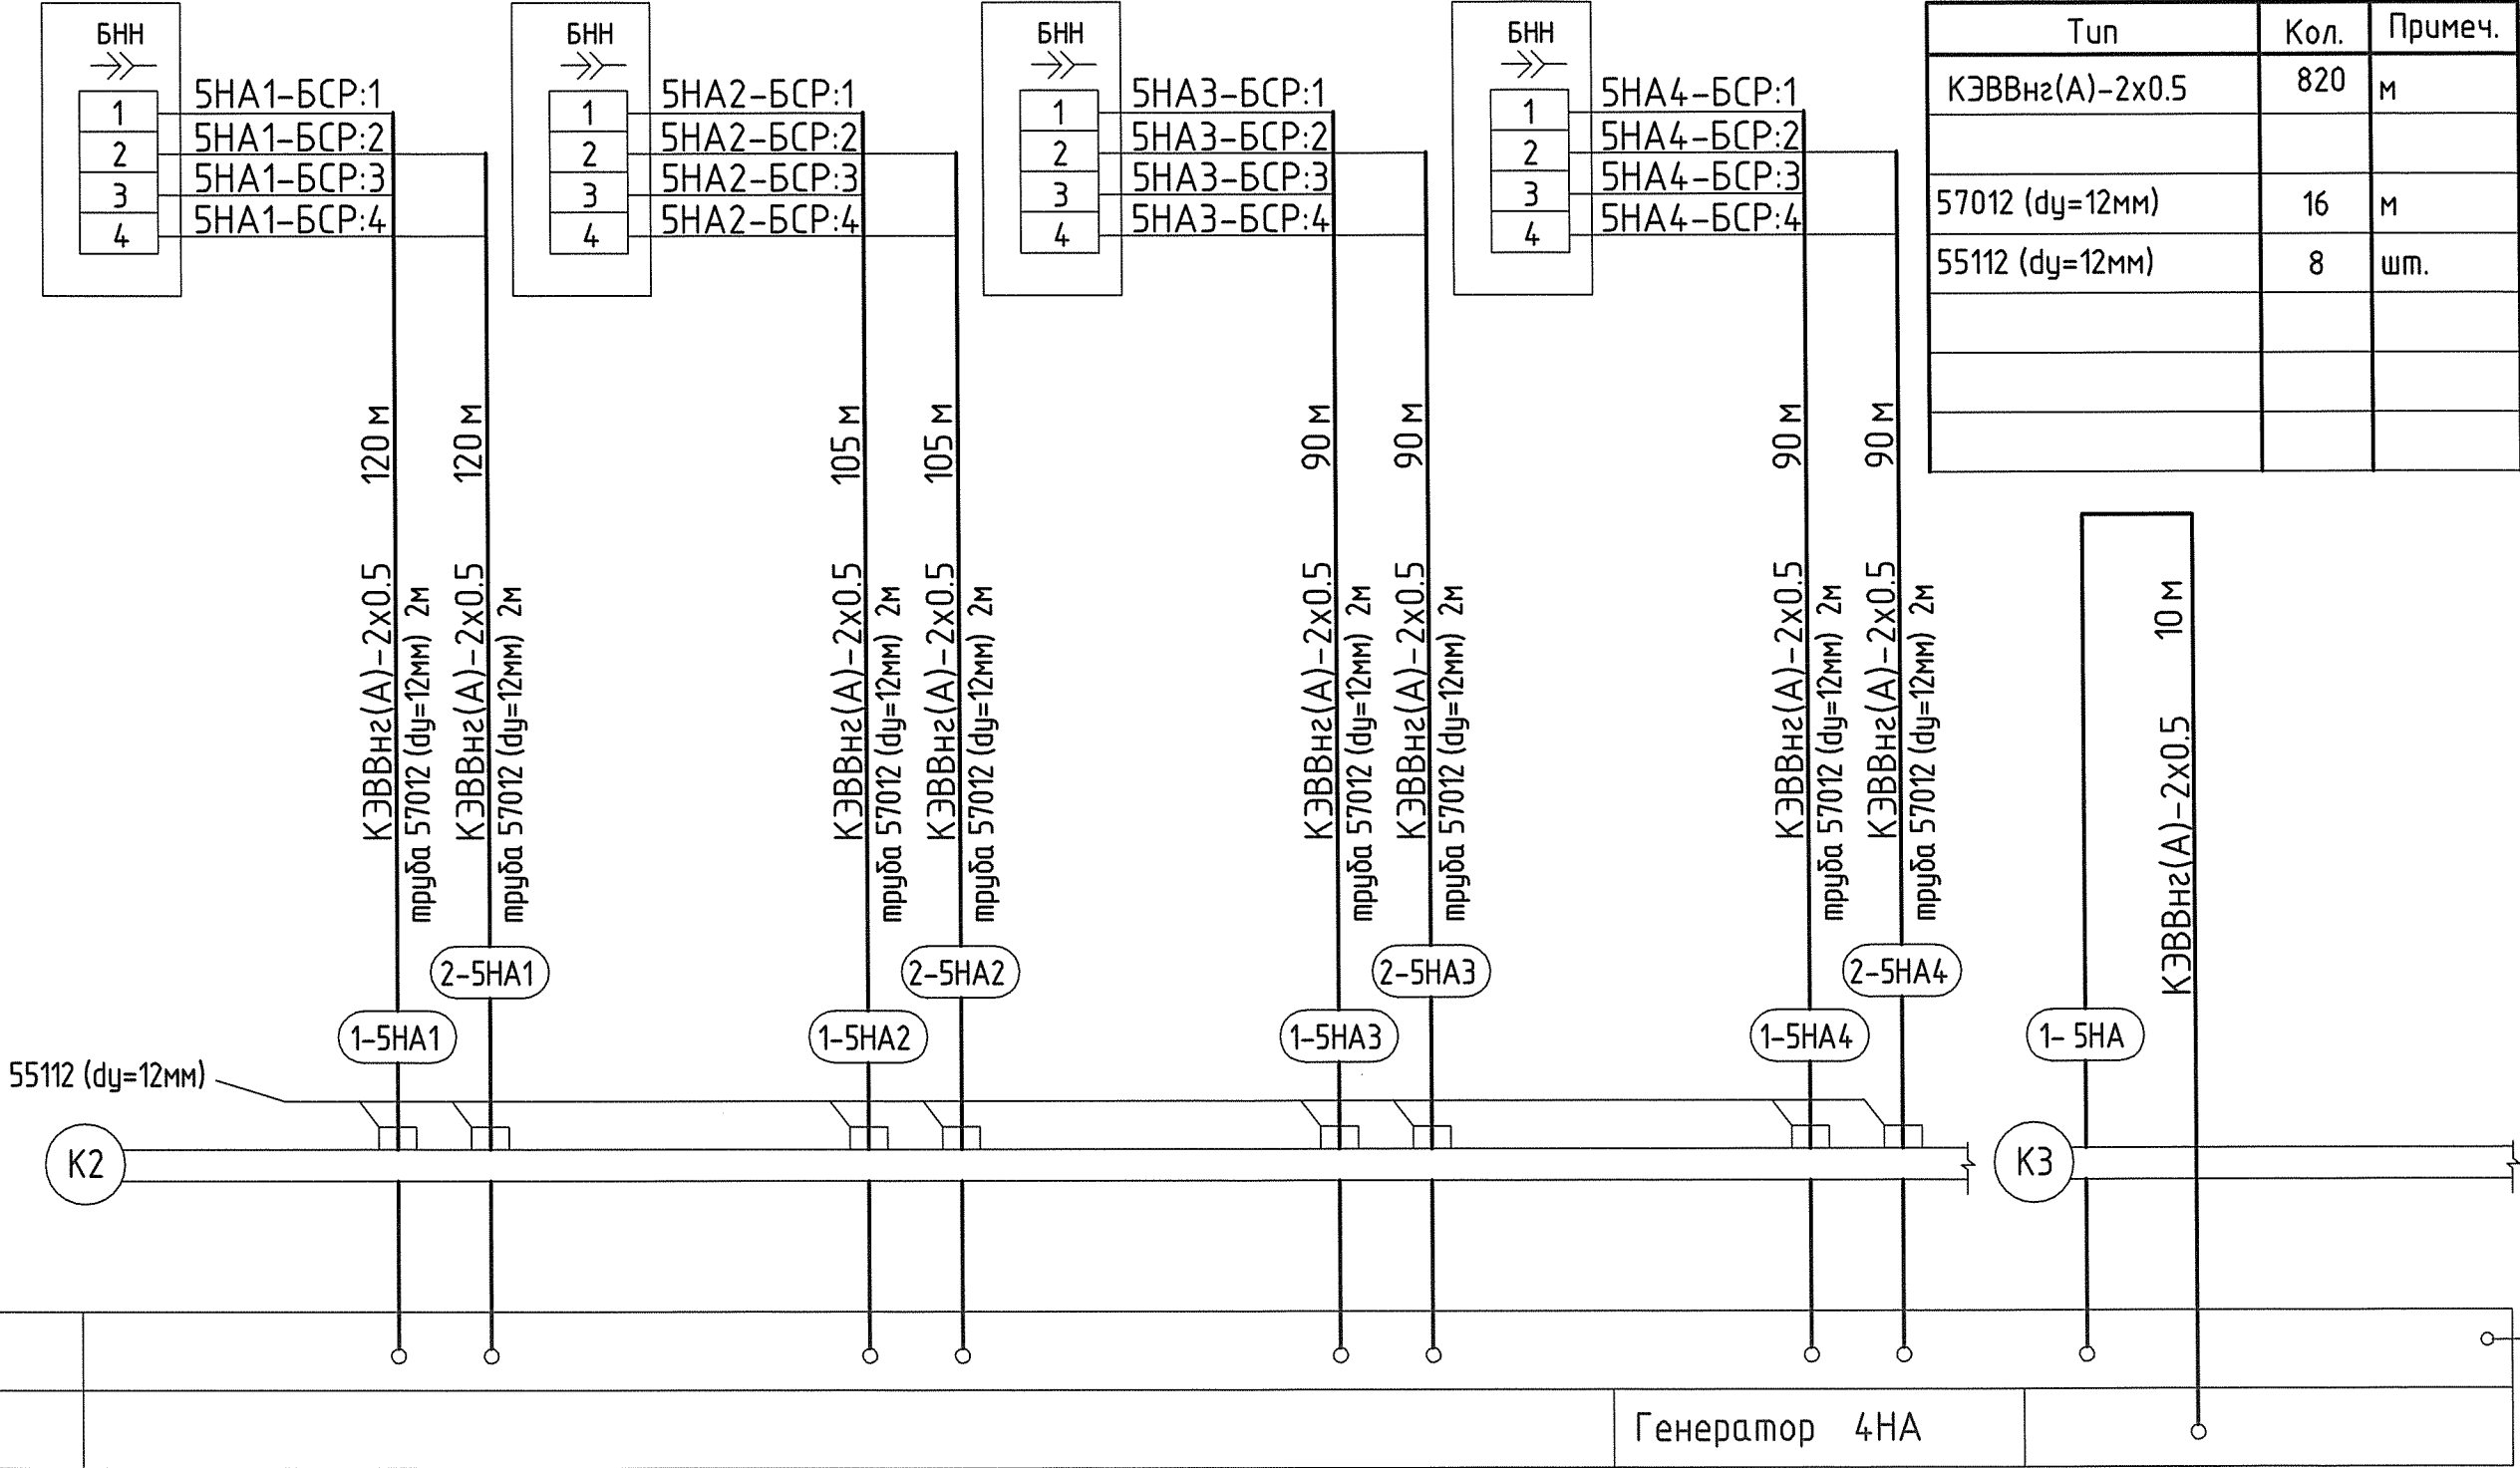 БНН
1
2
3
4
5НА1-БСР:1
5НА1-БСР:2
5НА1-БСР:3
5НА1-БСР:4
БНН
1
2
3
4
5НА2-БСР:1
5НА2-БСР:2
5НА2-БСР:3
5НА2-БСР:4
БНН
1
2
3
4
5НА3-БСР:1
5НА3-БСР:2
5НА3-БСР:3
5НА3-БСР:4
БНН
1
2
3
4
5НА4-БСР:1
5НА4-БСР:2
5НА4-БСР:3
5НА4-БСР:4
Тип Кол. Примеч.
КЭВВнг(А)-2х0.5 820 м
57012 (dy=12мм) 16 м
55112 (dy=12мм) 8 шт.
КЭВВнг(А)-2х0.5 120 м
труба 57012 (dy=12мм) 2м
КЭВВнг(А)-2х0.5 120 м
труба 57012 (dy=12мм) 2м
КЭВВнг(А)-2х0.5 105 м
труба 57012 (dy=12мм) 2м
КЭВВнг(А)-2х0.5 105 м
труба 57012 (dy=12мм) 2м
КЭВВнг(А)-2х0.5 90 м
труба 57012 (dy=12мм) 2м
КЭВВнг(А)-2х0.5 90 м
труба 57012 (dy=12мм) 2м
КЭВВнг(А)-2х0.5 90 м
труба 57012 (dy=12мм) 2м
КЭВВнг(А)-2х0.5 90 м
труба 57012 (dy=12мм) 2м
КЭВВнг(А)-2х0.5 10 м
2-5НА1
2-5НА2
2-5НА3
2-5НА4
1-5НА1
1-5НА2
1-5НА3
1-5НА4
1- 5НА
55112 (dy=12мм)
К2
К3
Генератор 4НА